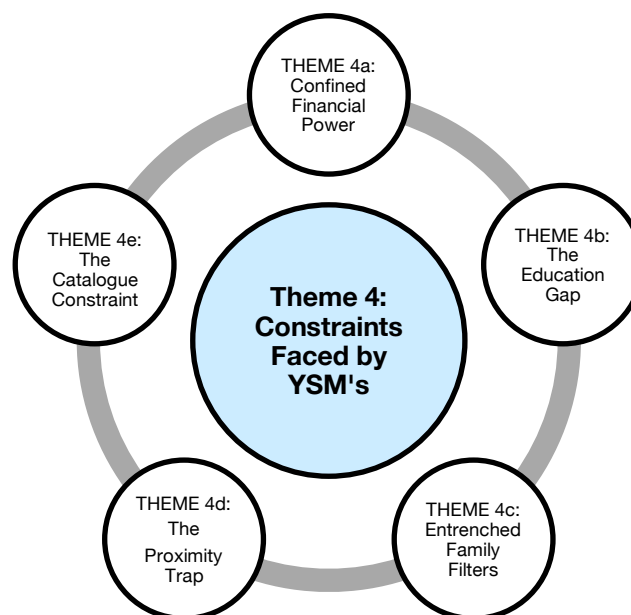 THEME 4a:
Confined
Financial
Power
THEME 4b:
The
Education
Gap
THEME 4c:
Entrenched
Family
Filters
THEME 4d:
The
Proximity
Trap
THEME 4e:
The
Catalogue
Constraint
Theme 4:
Constraints
Faced by
YSM's